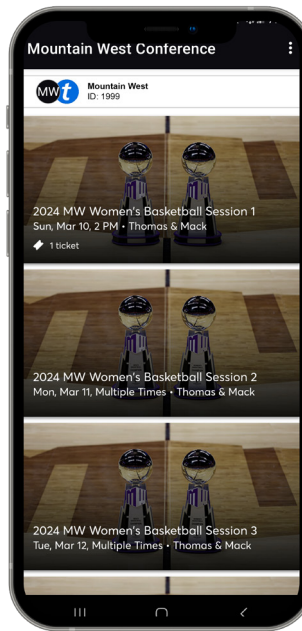 Mountain West Conference
MW t
Mountain West
ID: 1999
2024 MW Women's Basketball Session 1
Sun, Mar 10, 2 PM • Thomas & Mack
1 ticket
2024 MW Women's Basketball Session 2
Mon, Mar 11, Multiple Times • Thomas & Mack
2024 MW Women's Basketball Session 3
Tue, Mar 12, Multiple Times • Thomas & Mack